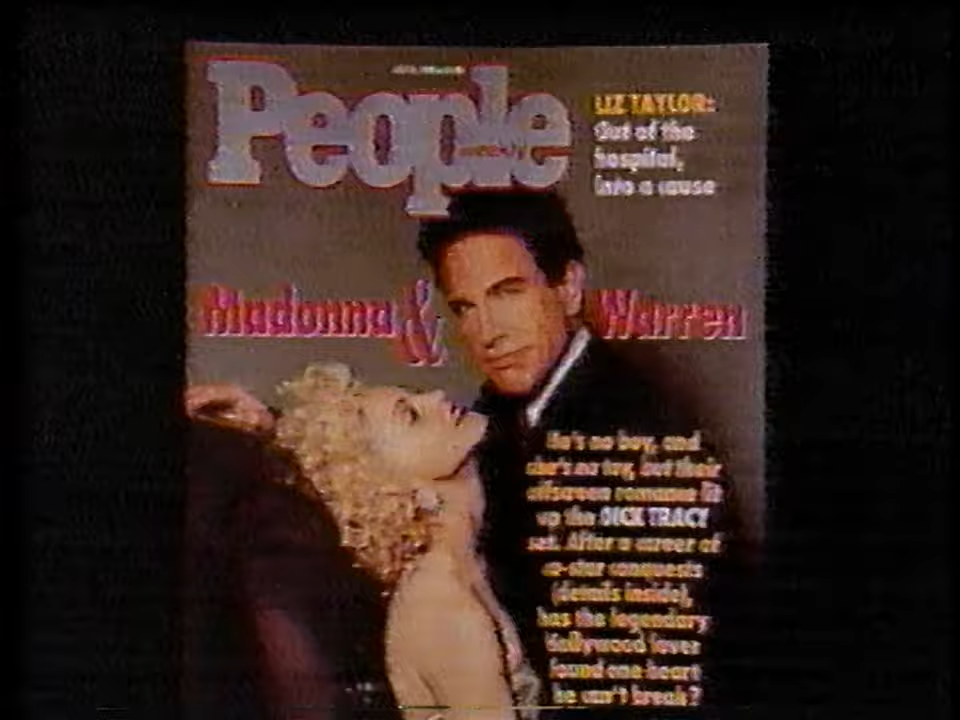 People
LIZ TAYLOR:
Out of the
hospital,
into a cause
Madonna & Warren
He's no boy, and
she's no toy, but their
offscreen romance lit
up the DICK TRACY
set. After a career of
co-star conquests
(details inside),
has the legendary
Hollywood lover
found one heart
he can't break?